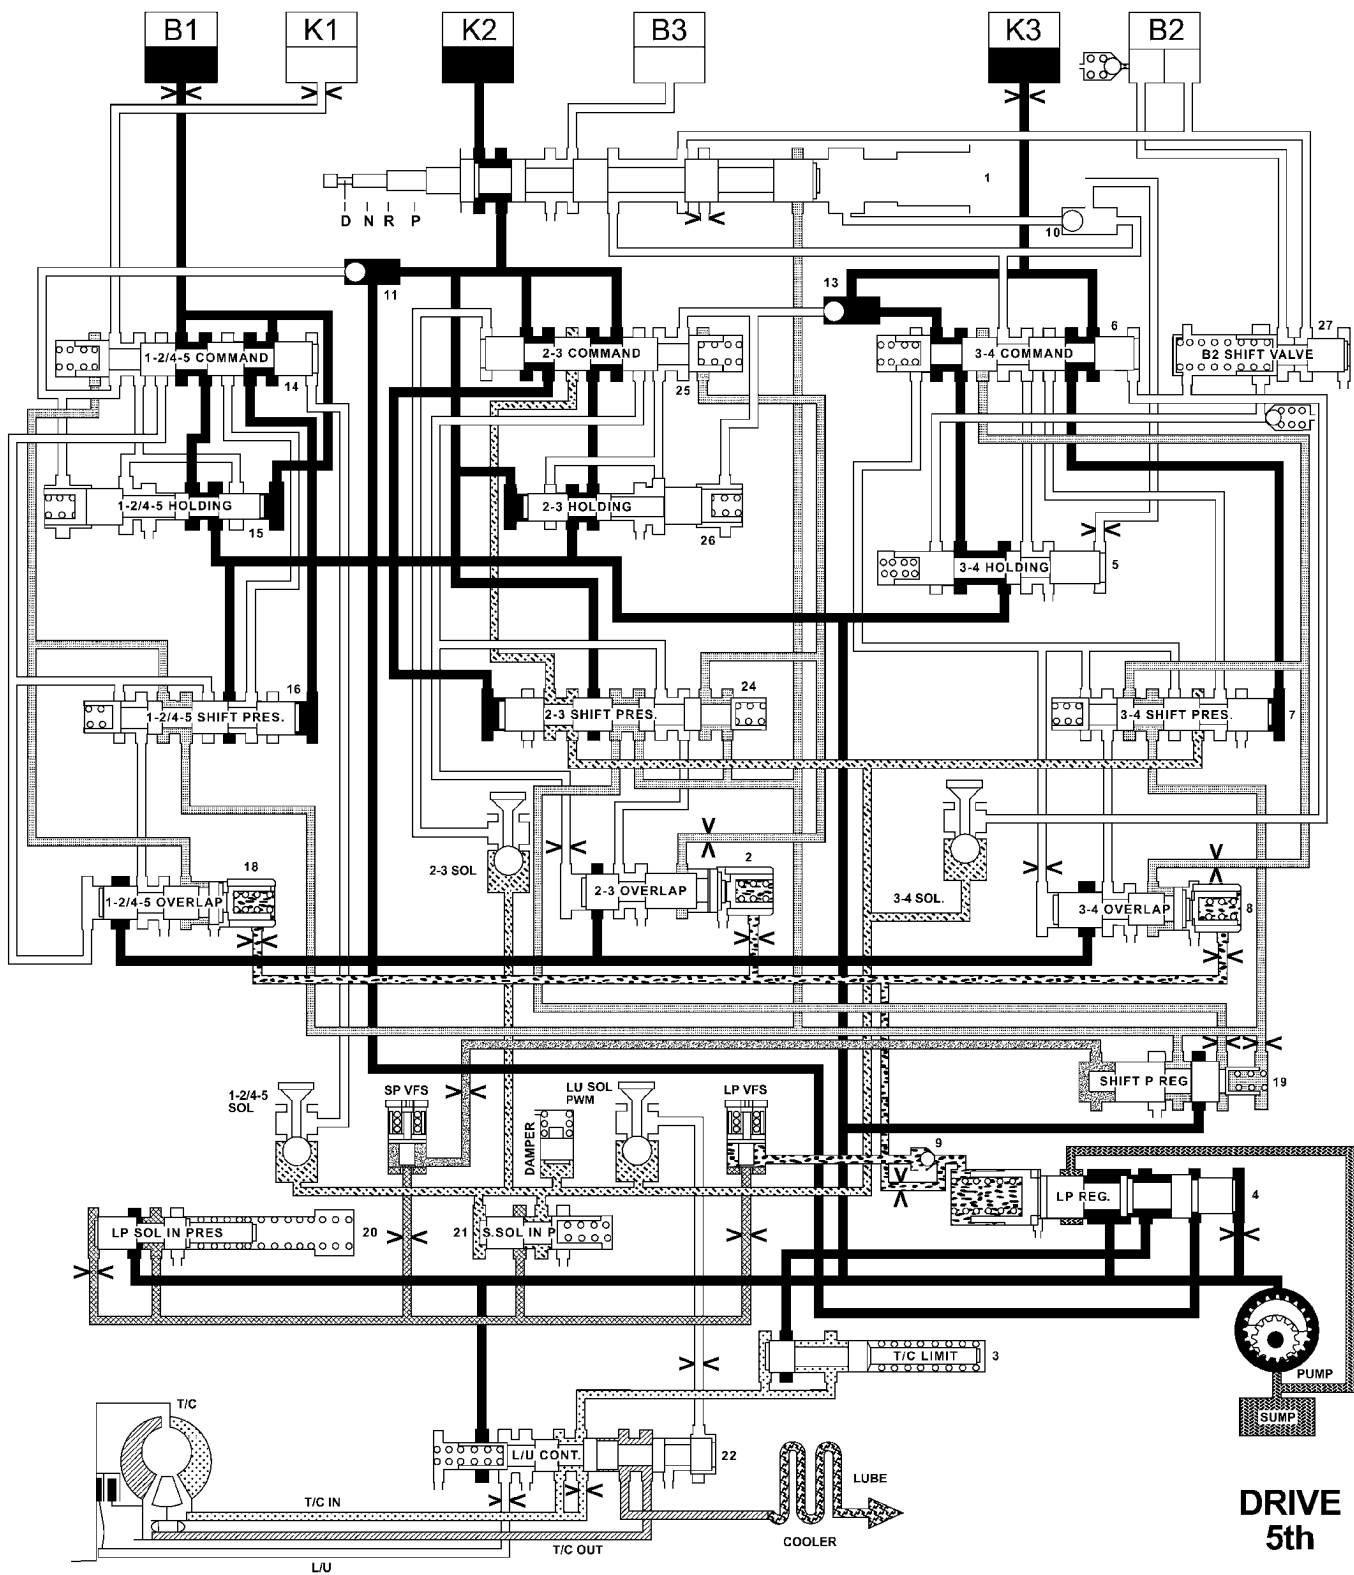 B1 K1 K2 B3 K3 B2
1
D N R P
10
11
13
6
27
1-2/4-5 COMMAND
2-3 COMMAND
3-4 COMMAND
B2 SHIFT VALVE
14
25
1-2/4-5 HOLDING
2-3 HOLDING
15
26
3-4 HOLDING
5
16
24
1-2/4-5 SHIFT PRES.
2-3 SHIFT PRES.
3-4 SHIFT PRES.
7
18
2-3 SOL
2
3-4 SOL.
1-2/4-5 OVERLAP
2-3 OVERLAP
3-4 OVERLAP
8
SHIFT P REG
19
1-2/4-5
SOL
SP VFS
LU SOL
PWM
LP VFS
DAMPER
9
LP REG.
4
LP SOL IN PRES
20
21
S.SOL IN P
T/C LIMIT
3
PUMP
SUMP
T/C
L/U CONT.
22
LUBE
T/C IN
COOLER
T/C OUT
L/U
DRIVE
5th